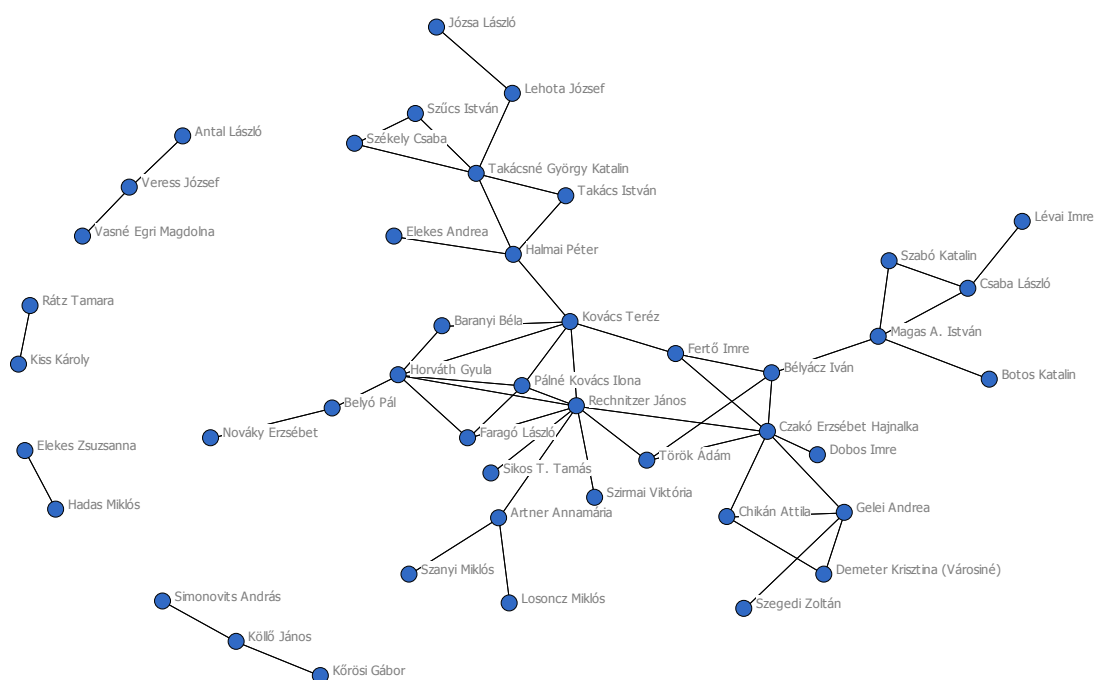 Józsa László
Lehota József
Szűcs István
Antal László
Székely Csaba
Takácsné György Katalin
Veress József
Takács István
Lévai Imre
Vasné Egri Magdolna
Elekes Andrea
Halmai Péter
Szabó Katalin
Csaba László
Rátz Tamara
Baranyi Béla
Kovács Teréz
Magas A. István
Fertő Imre
Kiss Károly
Horváth Gyula
Bélyácz Iván
Botos Katalin
Pálné Kovács Ilona
Belyó Pál
Rechnitzer János
Nováky Erzsébet
Faragó László
Czakó Erzsébet Hajnalka
Elekes Zsuzsanna
Dobos Imre
Török Ádám
Sikos T. Tamás
Szirmai Viktória
Hadas Miklós
Artner Annamária
Chikán Attila
Gelei Andrea
Szanyi Miklós
Demeter Krisztina (Városiné)
Simonovits András
Losoncz Miklós
Szegedi Zoltán
Köllő János
Kőrösi Gábor